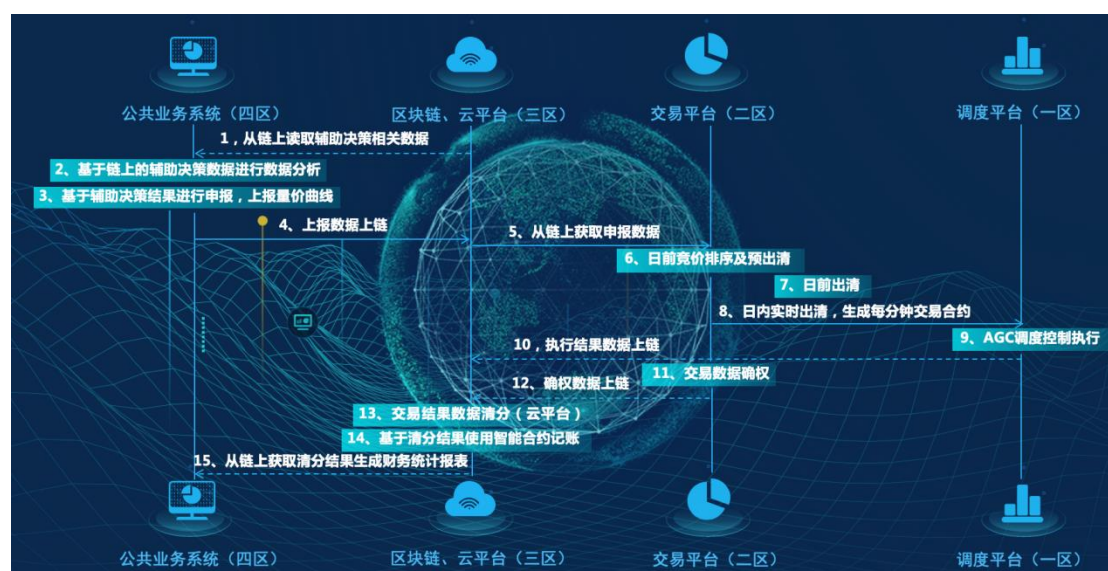 公共业务系统（四区）
区块链、云平台（三区）
交易平台（二区）
调度平台（一区）
1，从链上读取辅助决策相关数据
2、基于链上的辅助决策数据进行数据分析
3、基于辅助决策结果进行申报，上报量价曲线
4、上报数据上链
5、从链上获取申报数据
6、日前竞价排序及预出清
7、日前出清
8、日内实时出清，生成每分钟交易合约
9、AGC调度控制执行
10，执行结果数据上链
11、交易数据确权
12、确权数据上链
13、交易结果数据清分（云平台）
14、基于清分结果使用智能合约记账
15、从链上获取清分结果生成财务统计报表
公共业务系统（四区）
区块链、云平台（三区）
交易平台（二区）
调度平台（一区）